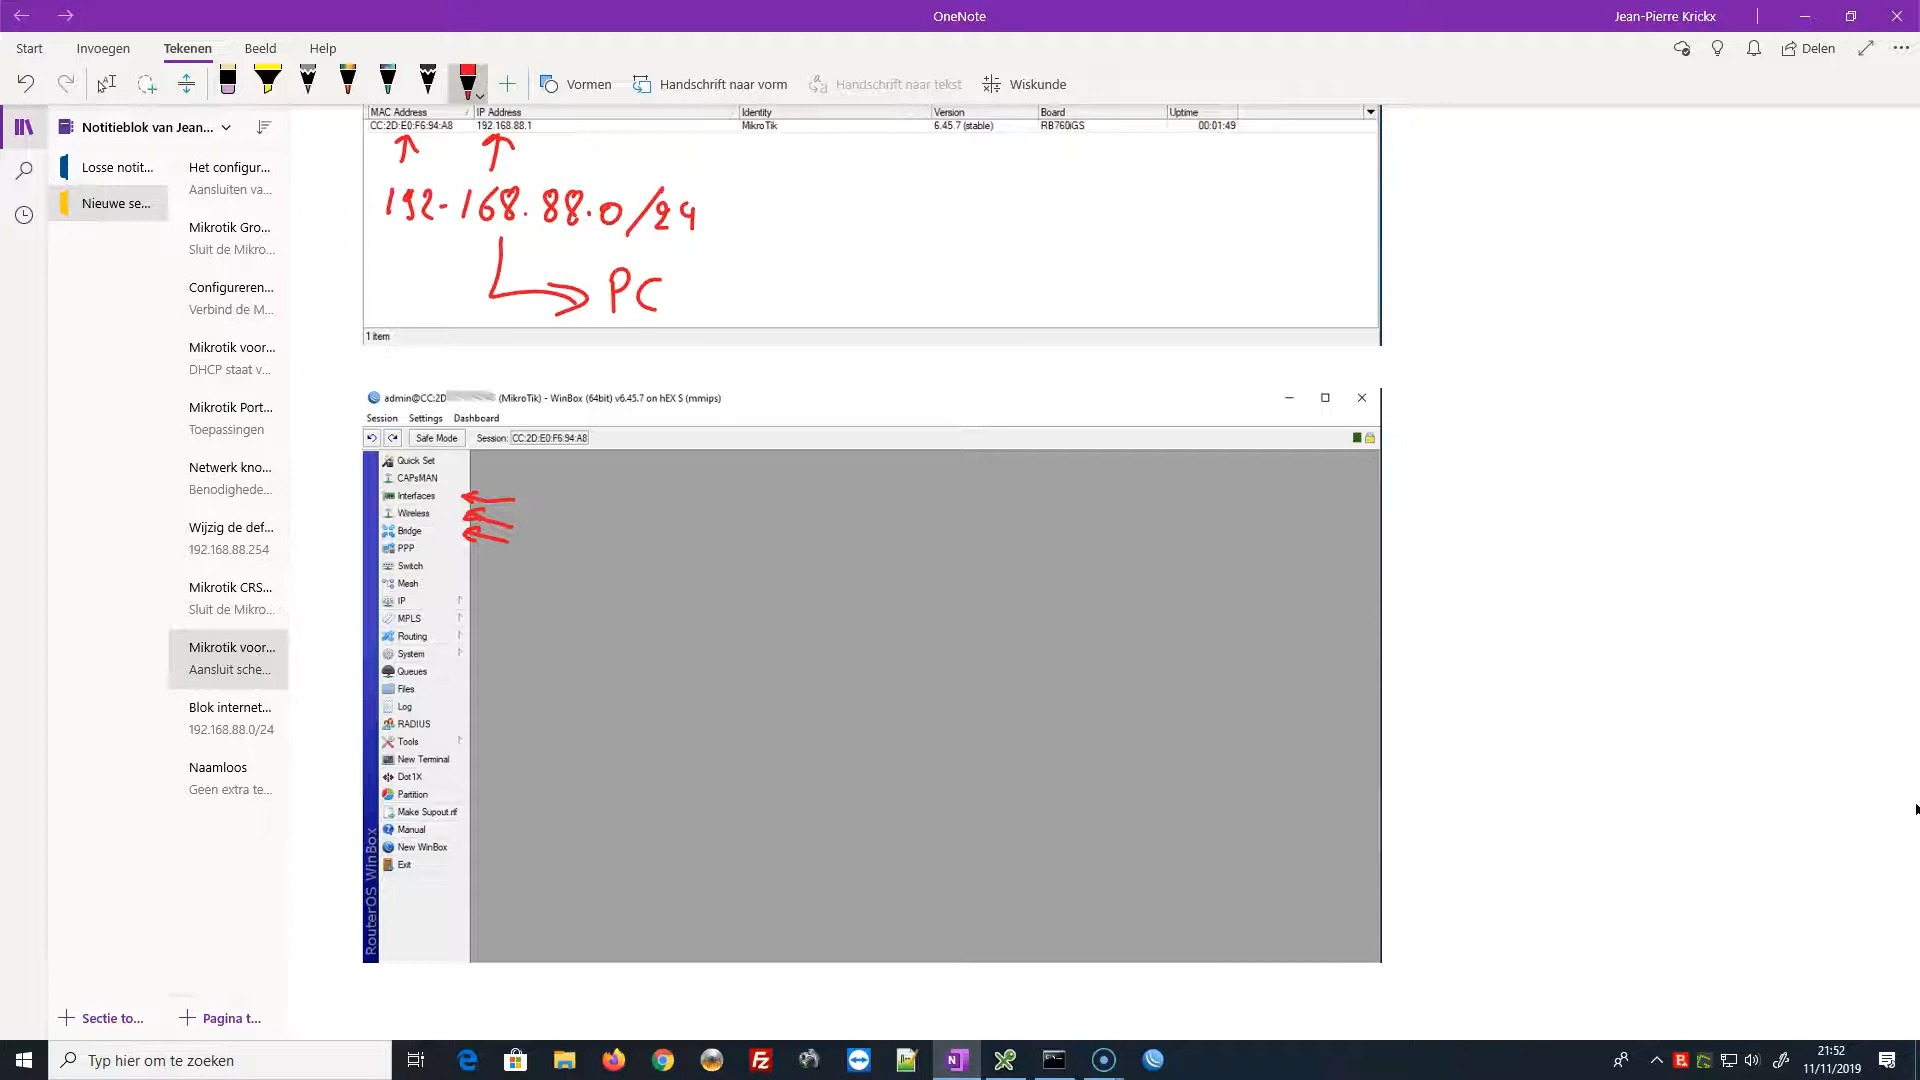 OneNote
Jean-Pierre Krickx
Start
Invoegen
Tekenen
Beeld
Help
Delen
Vormen
Handschrift naar vorm
Handschrift naar tekst
Wiskunde
Notitieblok van Jean...
Losse notit...
Nieuwe se...
Het configur...
Aansluiten va...
Mikrotik Gro...
Sluit de Mikro...
Configureren...
Verbind de M...
Mikrotik voor...
DHCP staat v...
Mikrotik Port...
Toepassingen
Netwerk kno...
Benodighede...
Wijzig de def...
192.168.88.254
Mikrotik CRS...
Sluit de Mikro...
Mikrotik voor...
Aansluit sche...
Blok internet...
192.168.88.0/24
Naamloos
Geen extra te...
Sectie to...
Pagina t...
MAC Address IP Address Identity Version Board Uptime
CC:2D:E0:F6:94:A8 192.168.88.1 MikroTik 6.45.7 (stable) RB760iGS 00:01:49
192.168.88.0/24
PC
1 item
admin@CC:2D (MikroTik) - WinBox (64bit) v6.45.7 on hEX S (mmips)
Session Settings Dashboard
Safe Mode Session: CC:2D:E0:F6:94:A8
Quick Set
CAPsMAN
Interfaces
Wireless
Bridge
PPP
Switch
Mesh
IP
MPLS
Routing
System
Queues
Files
Log
RADIUS
Tools
New Terminal
Dot1X
Partition
Make Supout.rif
Manual
New WinBox
Exit
RouterOS WinBox
Typ hier om te zoeken
21:52
11/11/2019